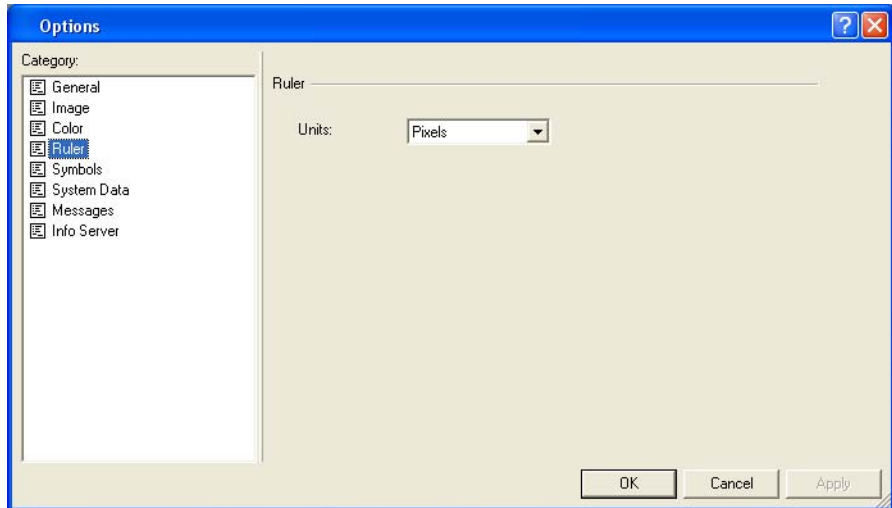 Options
Category:
General
Image
Color
Ruler
Symbols
System Data
Messages
Info Server
Ruler
Units:
Pixels
OK
Cancel
Apply